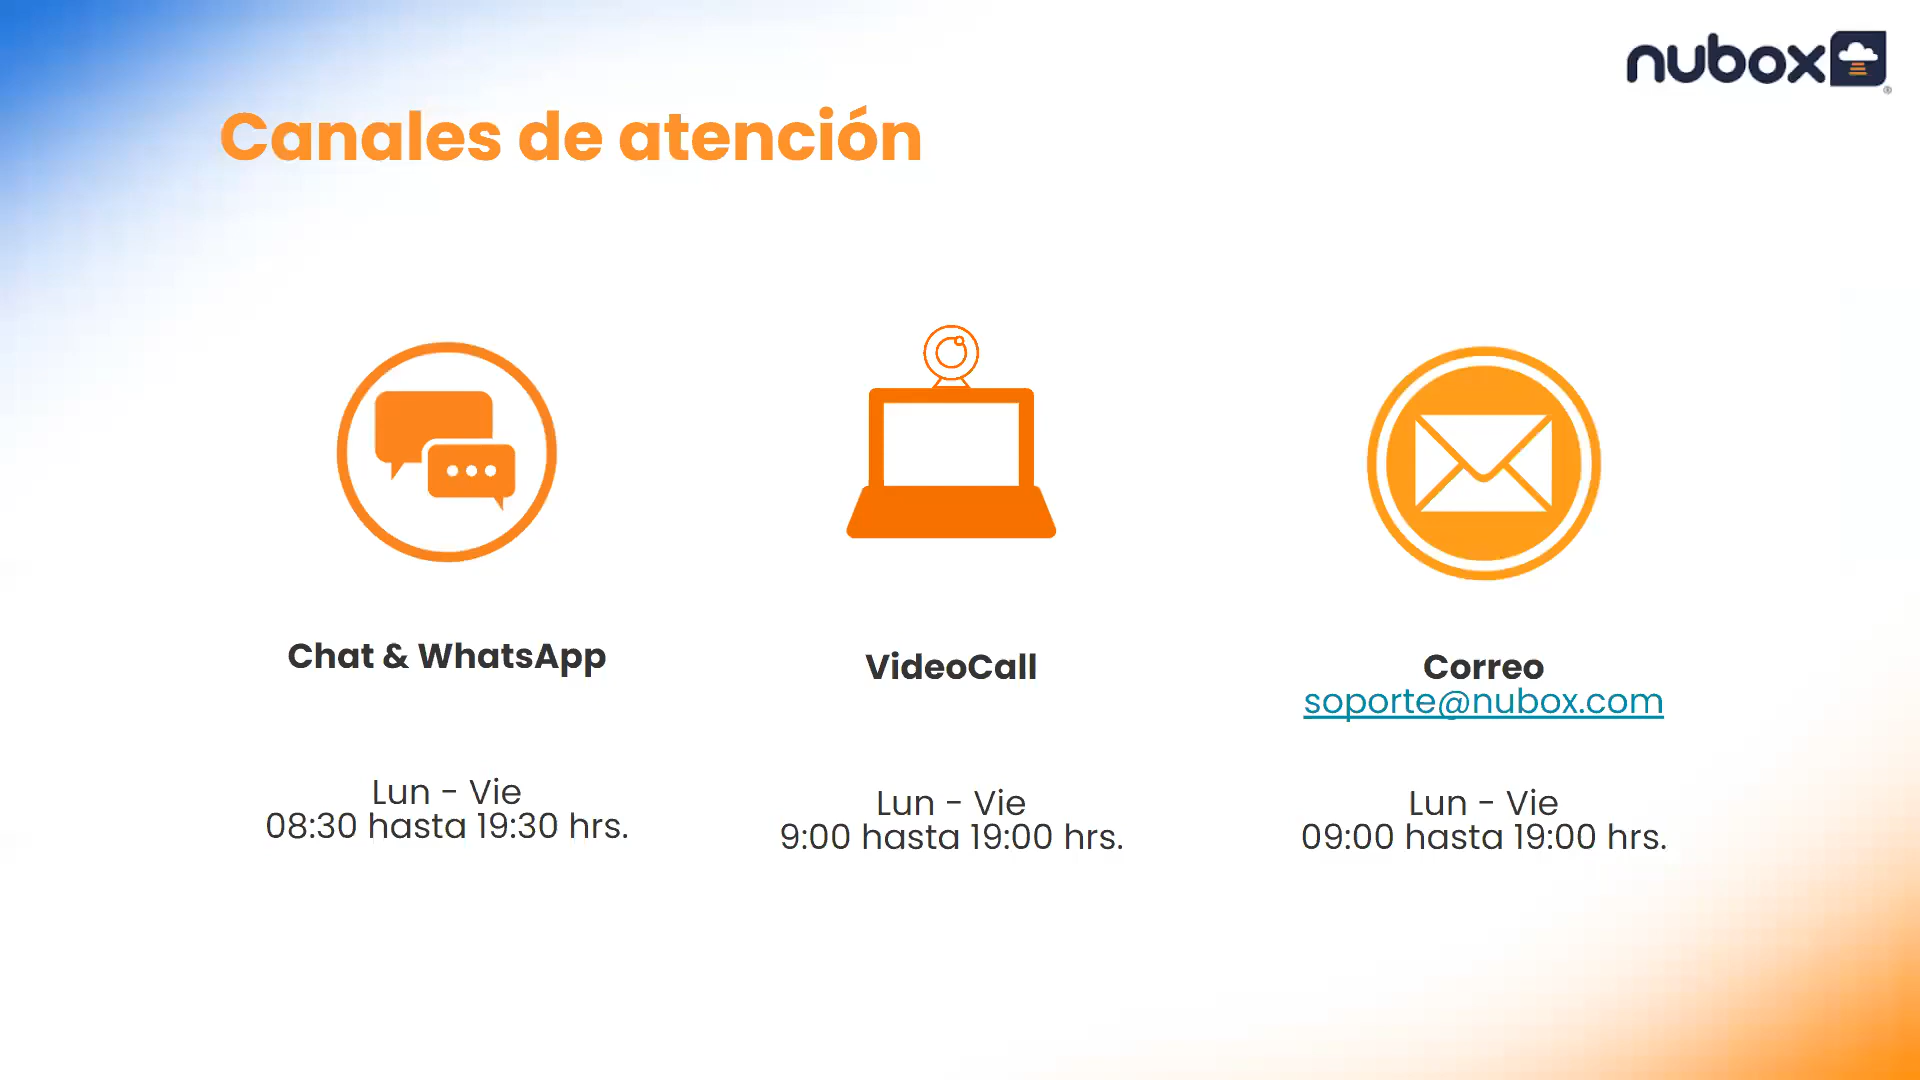 nubox
Canales de atención
Chat & WhatsApp
Lun - Vie
08:30 hasta 19:30 hrs.
VideoCall
Lun - Vie
9:00 hasta 19:00 hrs.
Correo
soporte@nubox.com
Lun - Vie
09:00 hasta 19:00 hrs.